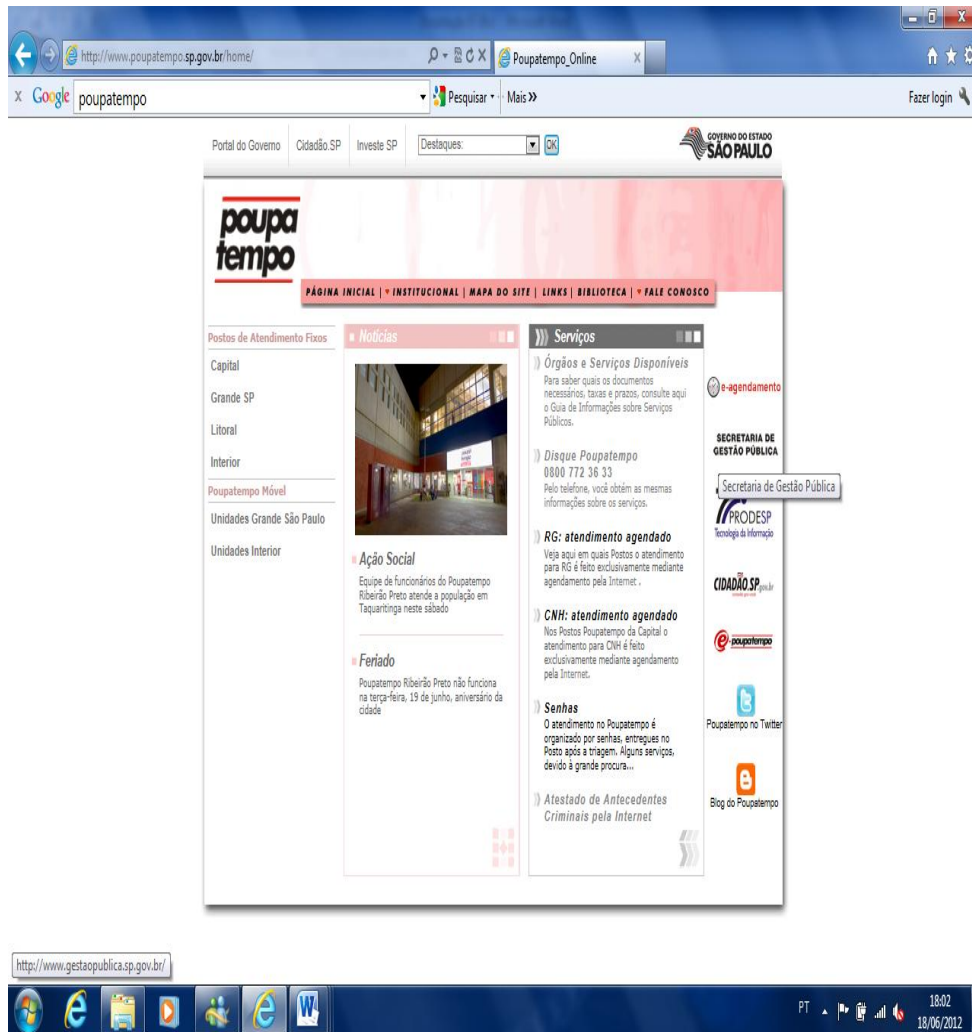 http://www.poupatempo.sp.gov.br/home/
Poupatempo_Online
x Google poupatempo
Pesquisar
Mais »
Fazer login
Portal do Governo
Cidadão.SP
Investe SP
Destaques:
OK
GOVERNO DO ESTADO
SÃO PAULO
poupa
tempo
PÁGINA INICIAL | INSTITUCIONAL | MAPA DO SITE | LINKS | BIBLIOTECA | FALE CONOSCO
Postos de Atendimento Fixos
Capital
Grande SP
Litoral
Interior
Poupatempo Móvel
Unidades Grande São Paulo
Unidades Interior
Notícias
Ação Social
Equipe de funcionários do Poupatempo
Ribeirão Preto atende a população em
Taquaritinga neste sábado
Feriado
Poupatempo Ribeirão Preto não funciona
na terça-feira, 19 de junho, aniversário da
cidade
Serviços
Órgãos e Serviços Disponíveis
Para saber quais os documentos
necessários, taxas e prazos, consulte aqui
o Guia de Informações sobre Serviços
Públicos.
Disque Poupatempo
0800 772 36 33
Pelo telefone, você obtém as mesmas
informações sobre os serviços.
RG: atendimento agendado
Veja aqui em quais Postos o atendimento
para RG é feito exclusivamente mediante
agendamento pela Internet .
CNH: atendimento agendado
Nos Postos Poupatempo da Capital o
atendimento para CNH é feito
exclusivamente mediante agendamento
pela Internet.
Senhas
O atendimento no Poupatempo é
organizado por senhas, entregues no
Posto após a triagem. Alguns serviços,
devido à grande procura...
Atestado de Antecedentes
Criminais pela Internet
e-agendamento
SECRETARIA DE
GESTÃO PÚBLICA
Secretaria de Gestão Pública
PRODESP
Tecnologia da Informação
CIDADÃO.SP.gov.br
e-poupatempo
Poupatempo no Twitter
Blog do Poupatempo
http://www.gestaopublica.sp.gov.br/
PT
18:02
18/06/2012